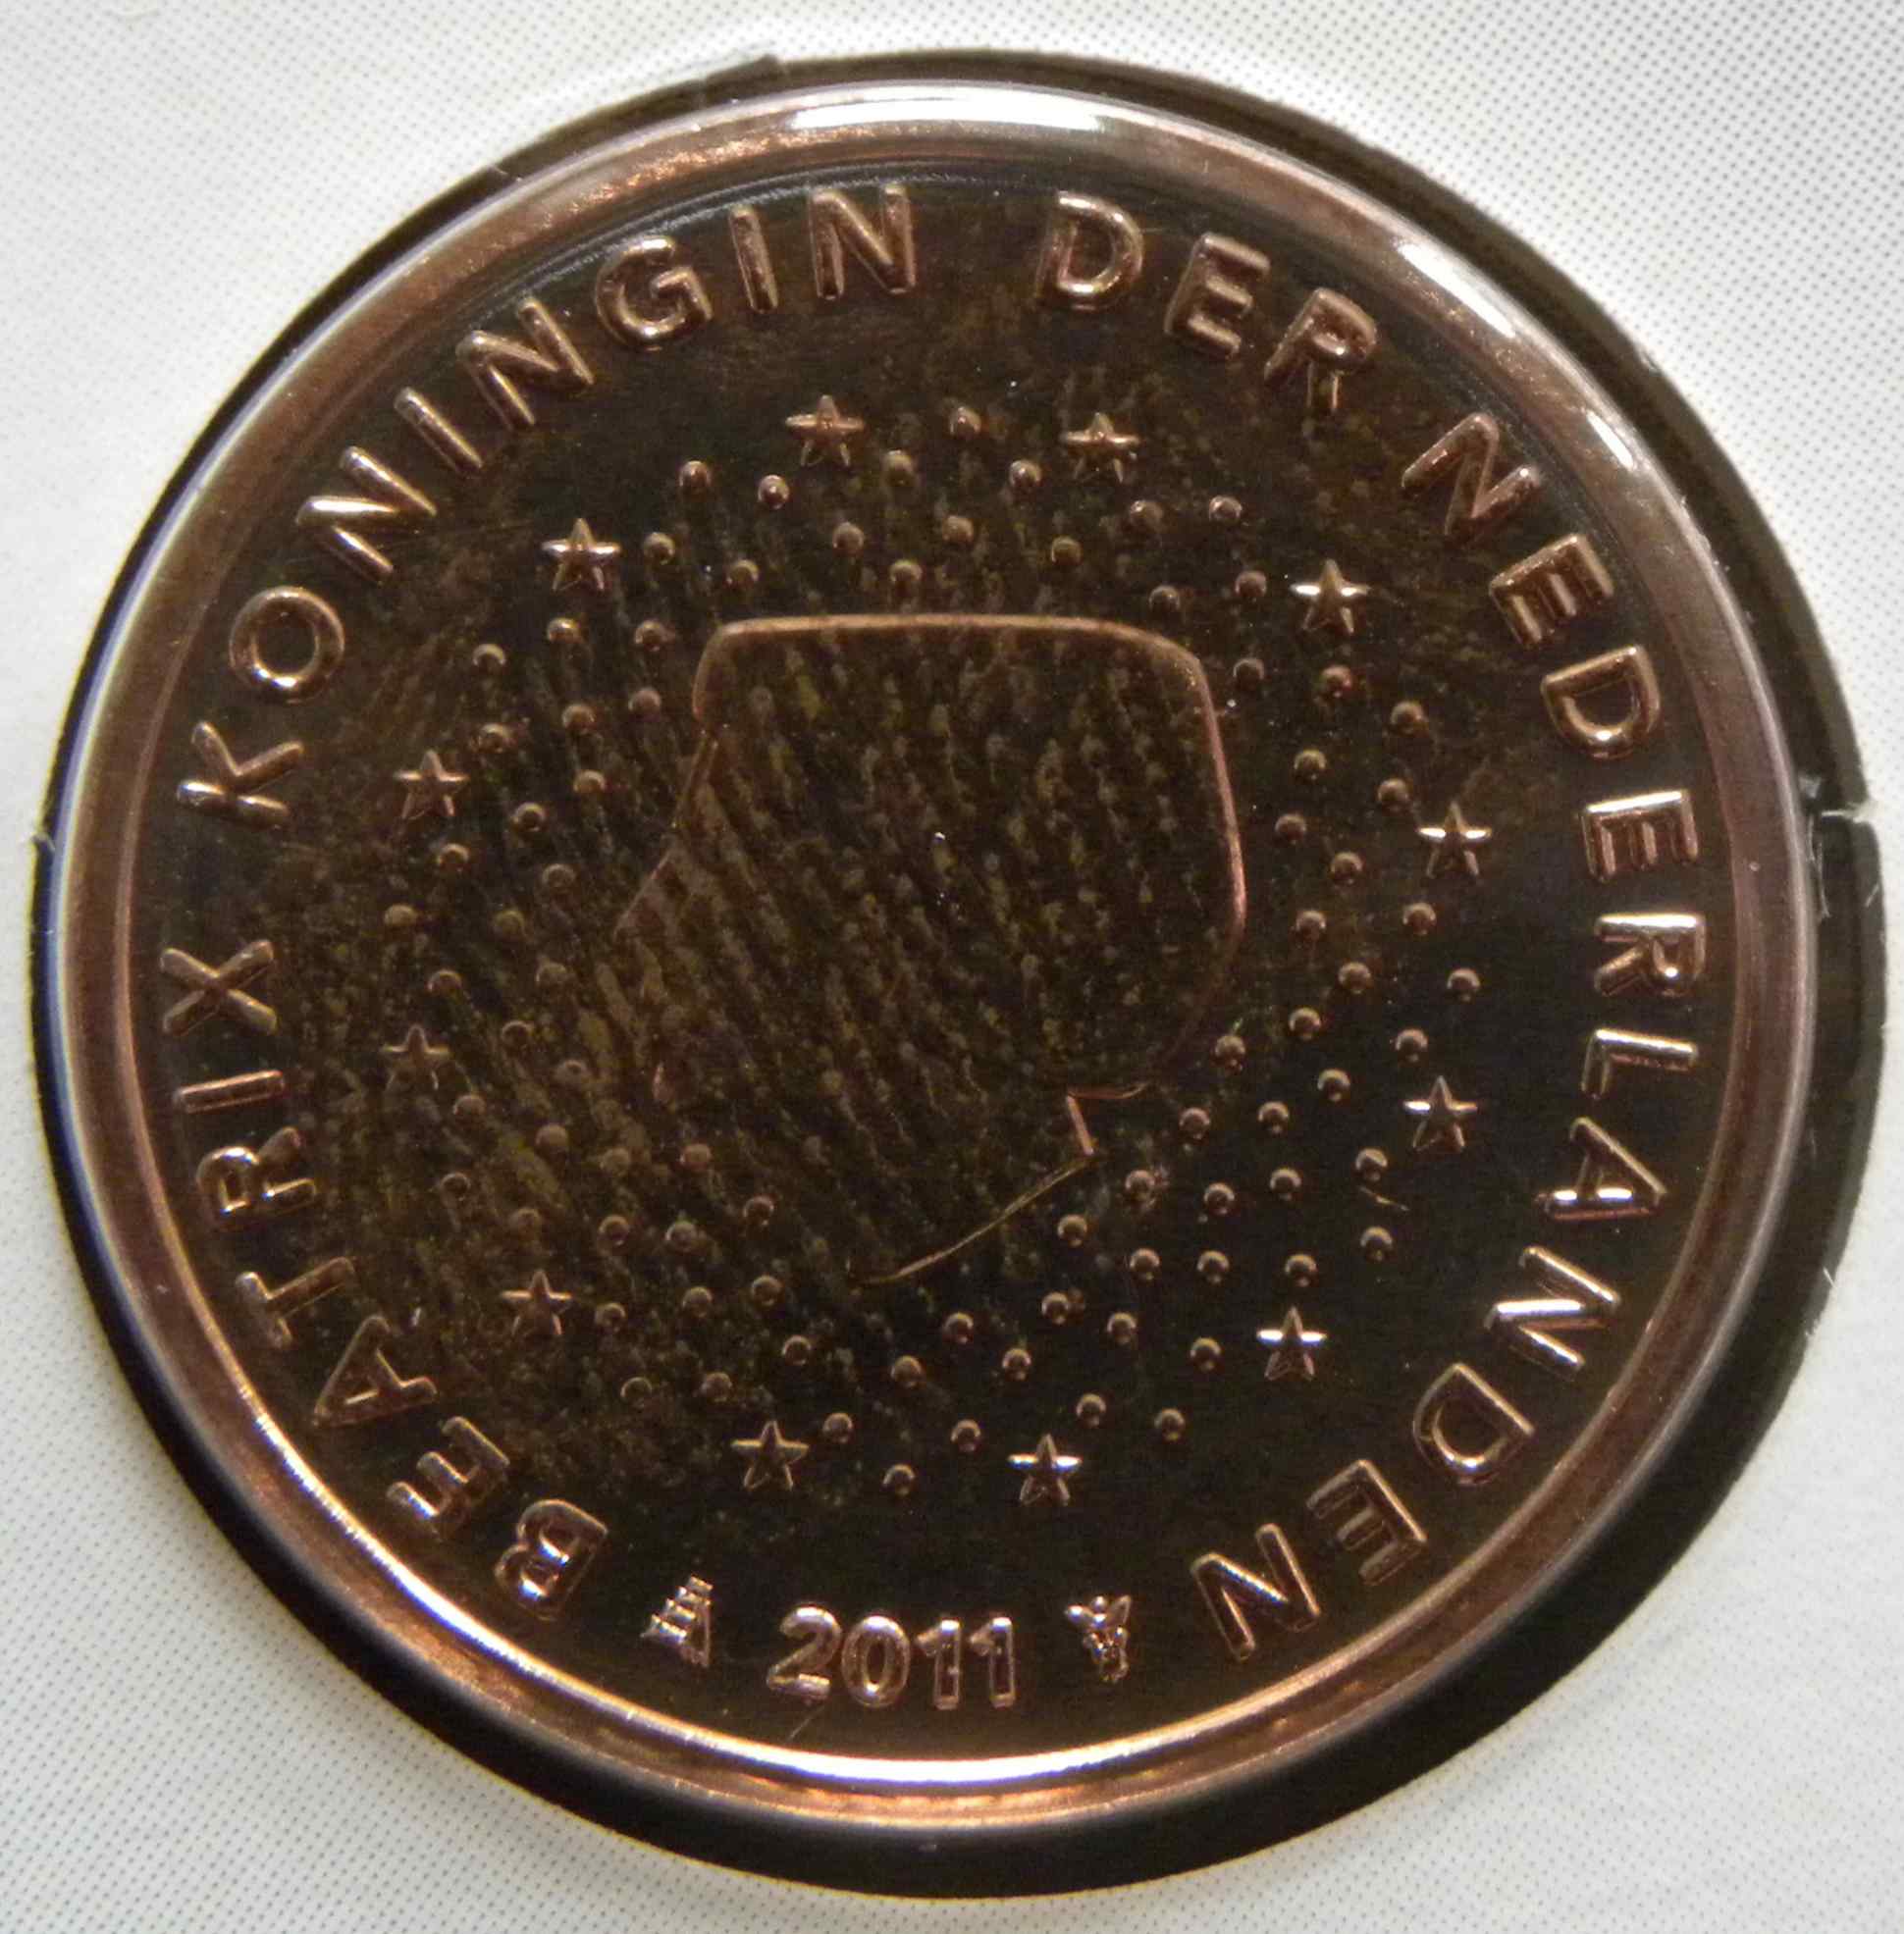 BEATRIX KONINGIN DER NEDERLANDEN
2011